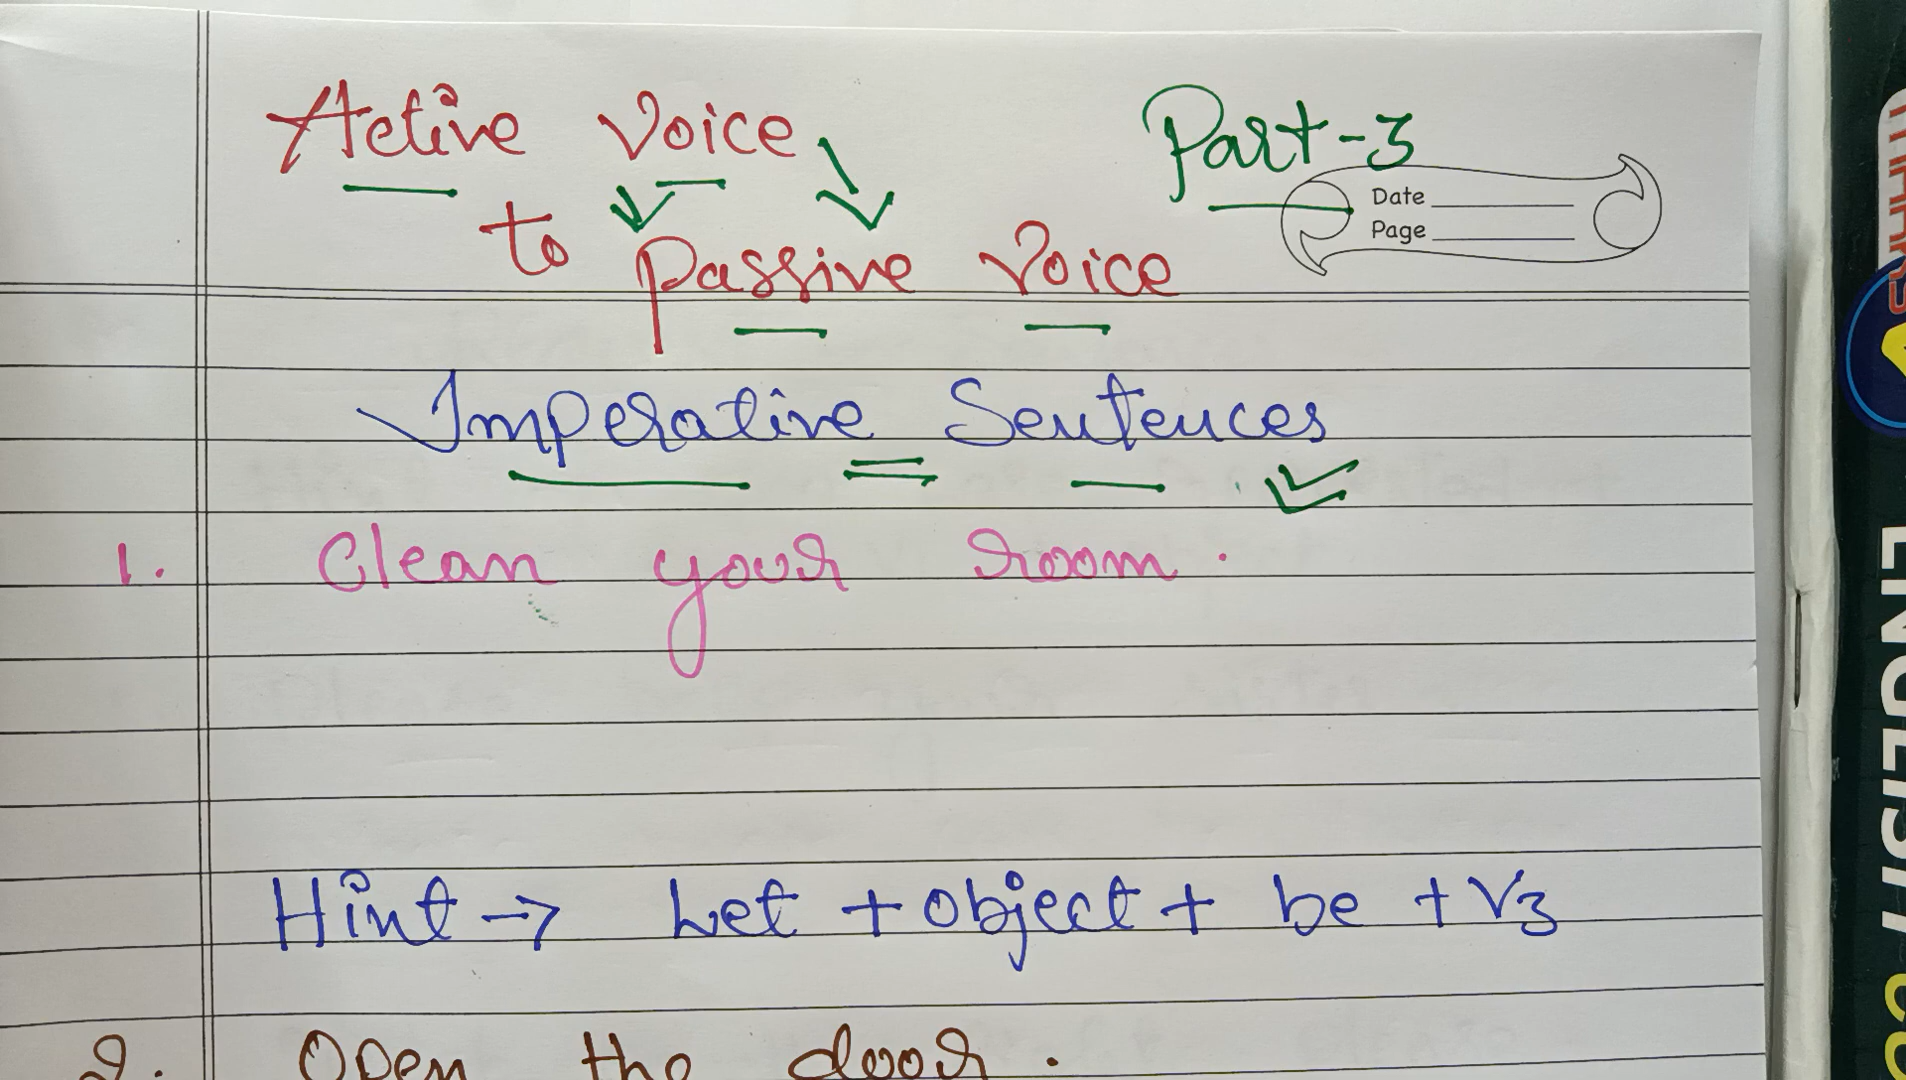 Active Voice
Part-3
Date
Page
to Passive Voice
Imperative Sentences
1. Clean your room.
Hint → Let + object + be + V3
2. Open the door.
ENGLISH